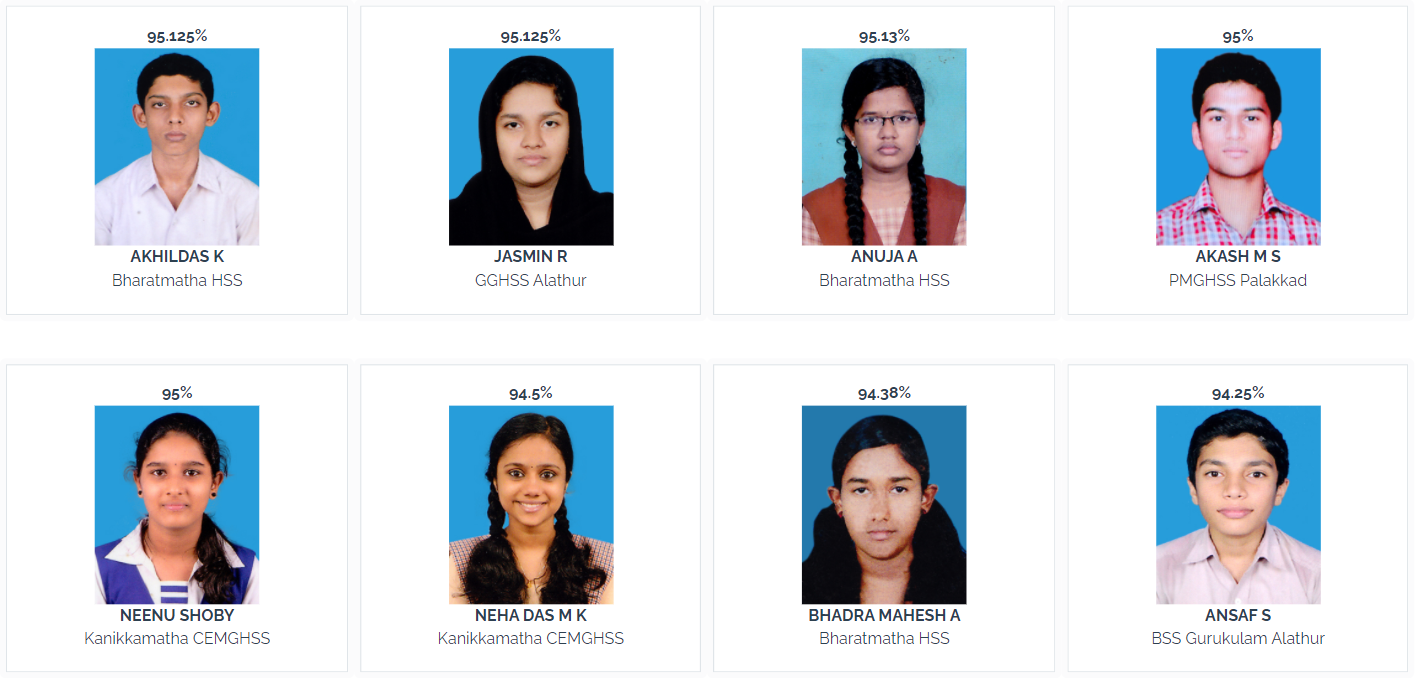 95.125%
AKHILDAS K
Bharatmatha HSS
95.125%
JASMIN R
GGHSS Alathur
95.13%
ANUJA A
Bharatmatha HSS
95%
AKASH M S
PMGHSS Palakkad
95%
NEENU SHOBY
Kanikkamatha CEMGHSS
94.5%
NEHA DAS M K
Kanikkamatha CEMGHSS
94.38%
BHADRA MAHESH A
Bharatmatha HSS
94.25%
ANSAF S
BSS Gurukulam Alathur